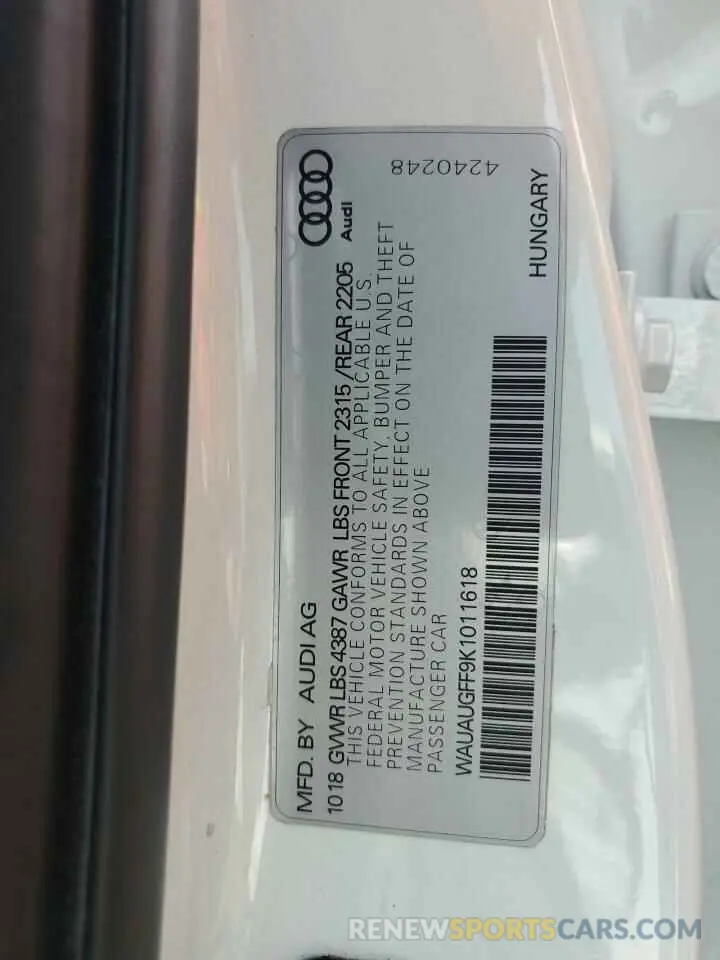 MFD. BY AUDI AG
1018 GVWR LBS 4387 GAWR LBS FRONT 2315 /REAR 2205
THIS VEHICLE CONFORMS TO ALL APPLICABLE U.S.
FEDERAL MOTOR VEHICLE SAFETY, BUMPER AND THEFT
PREVENTION STANDARDS IN EFFECT ON THE DATE OF
MANUFACTURE SHOWN ABOVE
PASSENGER CAR
WAUAUGFF9K1011618
Audi
4240248
HUNGARY
RENEWSPORTSCARS.COM